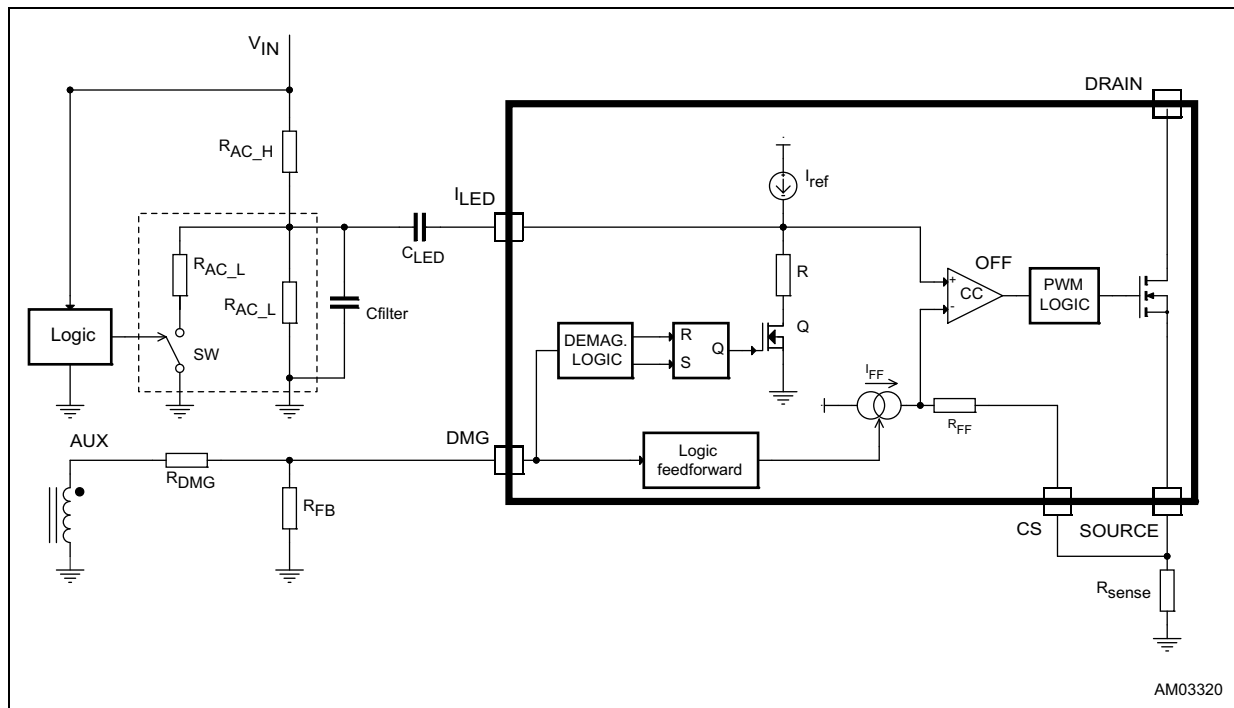 VIN
DRAIN
RAC_H
Iref
ILED
CLED
RAC_L
RAC_L
Cfilter
R
OFF
+
CC
-
PWM
LOGIC
Logic
SW
DEMAG.
LOGIC
R
S
Q
Q
IFF
RFF
AUX
DMG
RDMG
RFB
Logic
feedforward
CS
SOURCE
Rsense
AM03320